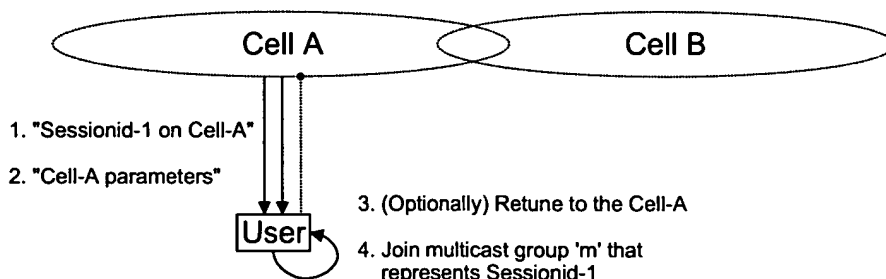 Cell A
Cell B
1. "Sessionid-1 on Cell-A"
2. "Cell-A parameters"
3. (Optionally) Retune to the Cell-A
User
4. Join multicast group 'm' that
represents Sessionid-1